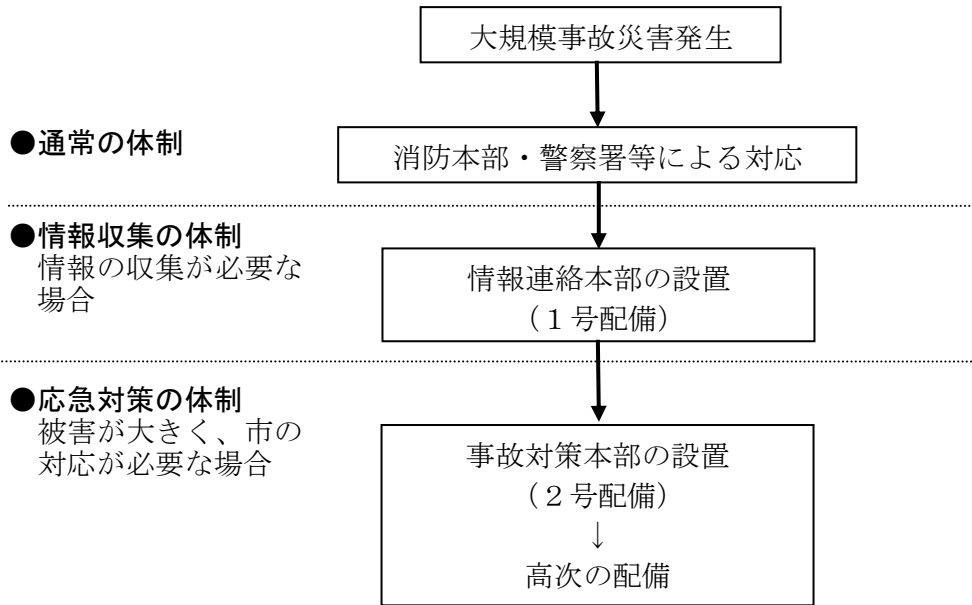 大規模事故災害発生
●通常の体制
消防本部・警察署等による対応
●情報収集の体制
情報の収集が必要な
場合
情報連絡本部の設置
（１号配備）
●応急対策の体制
被害が大きく、市の
対応が必要な場合
事故対策本部の設置
（２号配備）
↓
高次の配備